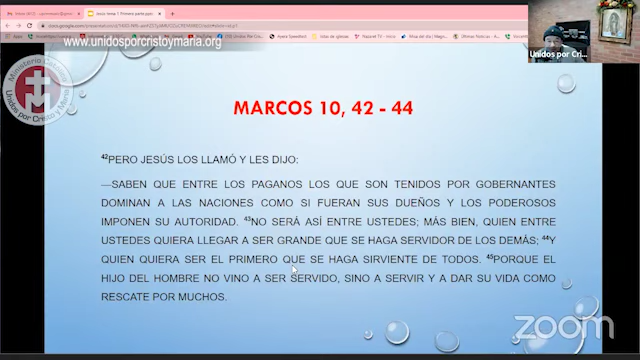 www.unidosporcristoymaria.org
Unidos por Cri...
Ministerio Católico
Unidos por Cristo y María
MARCOS 10, 42 - 44
⁴²PERO JESÚS LOS LLAMÓ Y LES DIJO:
—SABEN QUE ENTRE LOS PAGANOS LOS QUE SON TENIDOS POR GOBERNANTES
DOMINAN A LAS NACIONES COMO SI FUERAN SUS DUEÑOS Y LOS PODEROSOS
IMPONEN SU AUTORIDAD. ⁴³NO SERÁ ASÍ ENTRE USTEDES; MÁS BIEN, QUIEN ENTRE
USTEDES QUIERA LLEGAR A SER GRANDE QUE SE HAGA SERVIDOR DE LOS DEMÁS; ⁴⁴Y
QUIEN QUIERA SER EL PRIMERO QUE SE HAGA SIRVIENTE DE TODOS. ⁴⁵PORQUE EL
HIJO DEL HOMBRE NO VINO A SER SERVIDO, SINO A SERVIR Y A DAR SU VIDA COMO
RESCATE POR MUCHOS.
zoom